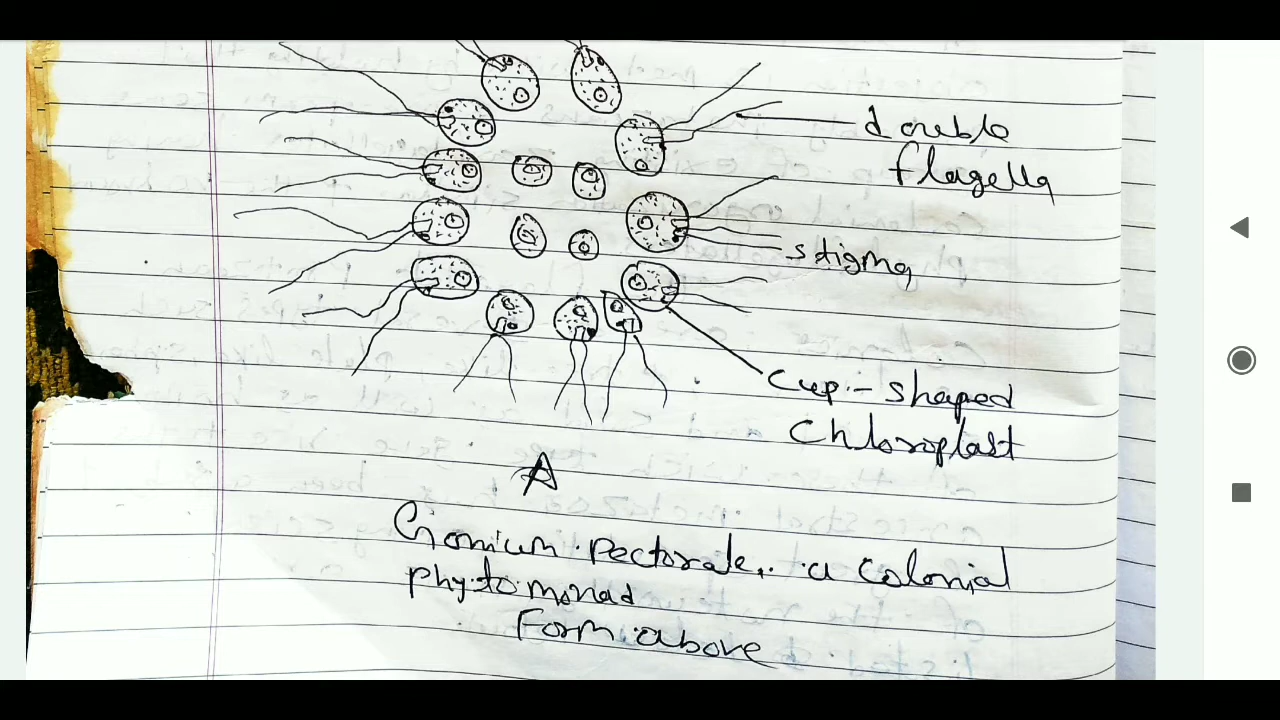 double
flagella
stigma
Cup - shaped
Chloroplast
A
Gonium pectorale, a colonial
phytomonad
Form above